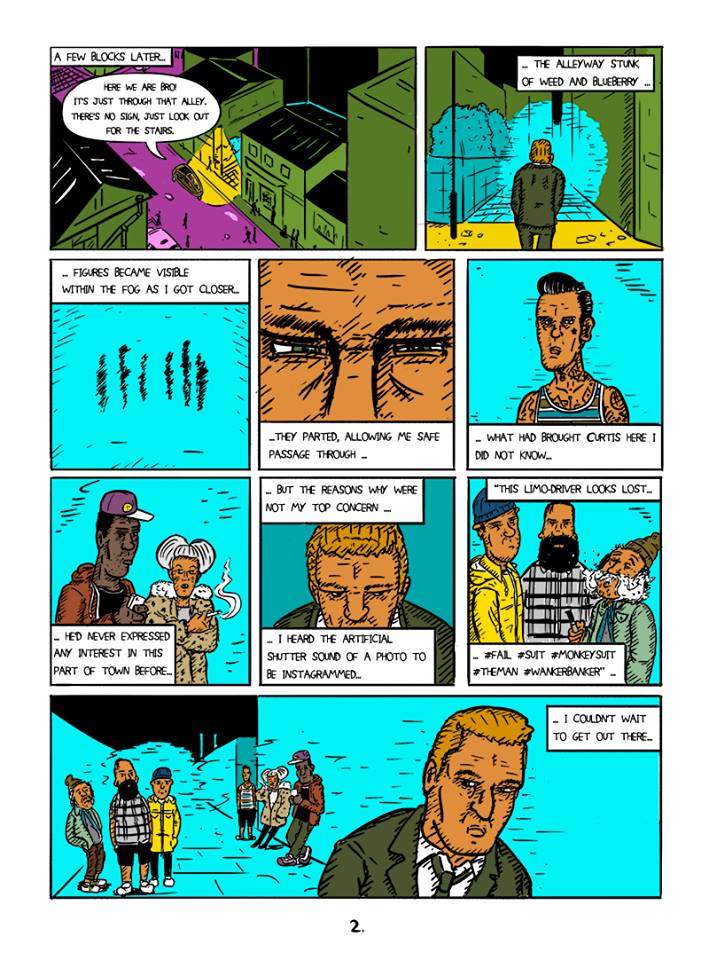 A FEW BLOCKS LATER...
HERE WE ARE BRO!
IT'S JUST THROUGH THAT ALLEY.
THERE'S NO SIGN, JUST LOOK OUT
FOR THE STAIRS.
... THE ALLEYWAY STUNK
OF WEED AND BLUEBERRY ...
... FIGURES BECAME VISIBLE
WITHIN THE FOG AS I GOT CLOSER...
...THEY PARTED, ALLOWING ME SAFE
PASSAGE THROUGH ...
... WHAT HAD BROUGHT CURTIS HERE I
DID NOT KNOW...
... HE'D NEVER EXPRESSED
ANY INTEREST IN THIS
PART OF TOWN BEFORE...
... BUT THE REASONS WHY WERE
NOT MY TOP CONCERN ...
... I HEARD THE ARTIFICIAL
SHUTTER SOUND OF A PHOTO TO
BE INSTAGRAMMED...
"THIS LIMO-DRIVER LOOKS LOST...
... #FAIL #SUIT #MONKEYSUIT
#THEMAN #WANKERBANKER" ...
... I COULDN'T WAIT
TO GET OUT THERE...
2.